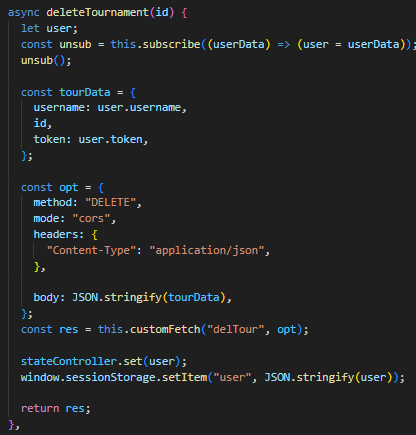 async deleteTournament(id) {
let user;
const unsub = this.subscribe((userData) => (user = userData));
unsub();
const tourData = {
username: user.username,
id,
token: user.token,
};
const opt = {
method: "DELETE",
mode: "cors",
headers: {
"Content-Type": "application/json",
},
body: JSON.stringify(tourData),
};
const res = this.customFetch("delTour", opt);
stateController.set(user);
window.sessionStorage.setItem("user", JSON.stringify(user));
return res;
},